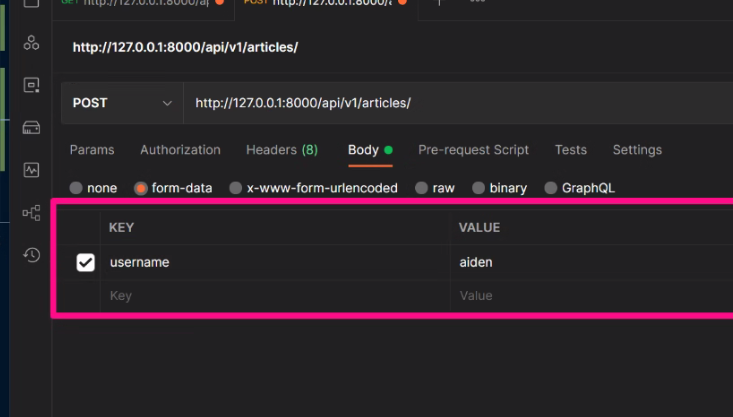 GET http://127.0.0.1:8000/ap
POST http://127.0.0.1:8000/a
http://127.0.0.1:8000/api/v1/articles/
POST http://127.0.0.1:8000/api/v1/articles/
Params Authorization Headers (8) Body Pre-request Script Tests Settings
none form-data x-www-form-urlencoded raw binary GraphQL
KEY VALUE
username aiden
Key Value